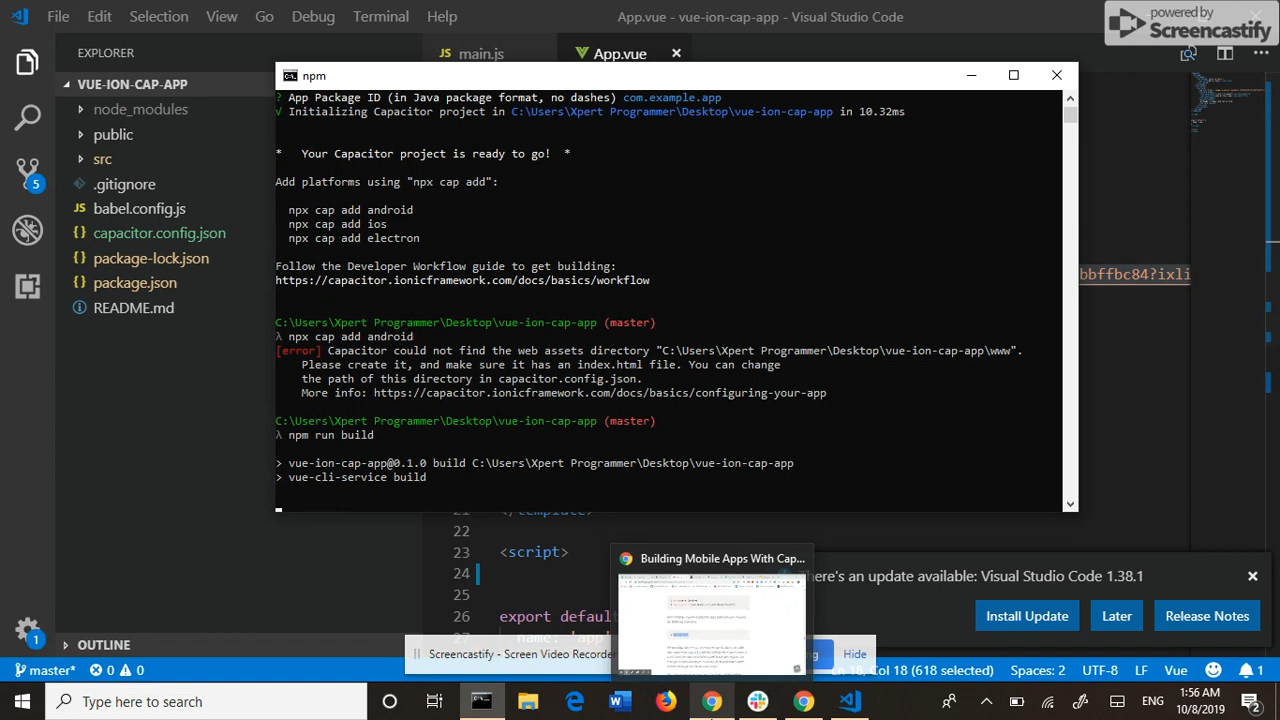 File Edit Selection View Go Debug Terminal Help
App.vue - vue-ion-cap-app - Visual Studio Code
powered by
Screencastify
EXPLORER
main.js
App.vue
VUE-ION-CAP-APP
node_modules
public
src
.gitignore
babel.config.js
capacitor.config.json
package-lock.json
package.json
README.md
5
npm
? App Package ID (in Java package format, no dashes) com.example.app
√ Initializing Capacitor project in C:\Users\Xpert Programmer\Desktop\vue-ion-cap-app in 10.32ms
* Your Capacitor project is ready to go! *
Add platforms using "npx cap add":
npx cap add android
npx cap add ios
npx cap add electron
Follow the Developer Workflow guide to get building:
https://capacitor.ionicframework.com/docs/basics/workflow
C:\Users\Xpert Programmer\Desktop\vue-ion-cap-app (master)
λ npx cap add android
[error] Capacitor could not find the web assets directory "C:\Users\Xpert Programmer\Desktop\vue-ion-cap-app\www".
Please create it, and make sure it has an index.html file. You can change
the path of this directory in capacitor.config.json.
More info: https://capacitor.ionicframework.com/docs/basics/configuring-your-app
C:\Users\Xpert Programmer\Desktop\vue-ion-cap-app (master)
λ npm run build
> vue-ion-cap-app@0.1.0 build C:\Users\Xpert Programmer\Desktop\vue-ion-cap-app
> vue-cli-service build
bbffbc84?ixli
22
23 <script>
24
25
26 export default
27 name: 'app'
Building Mobile Apps With Cap...
There's an update available: Visual Studio Code 1.38.1
Install Update
Release Notes
- Screen Video Recorder
Hide
1
618 selected)
Spaces: 2
UTF-8
LF
Vue
1
Type here to search
ENG
1:56 AM
10/8/2019
2